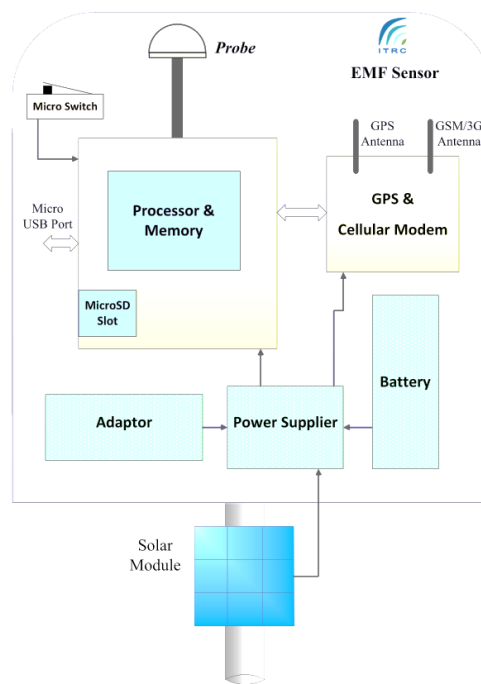 Probe
ITRC
EMF Sensor
Micro Switch
GPS
Antenna
GSM/3G
Antenna
Micro
USB Port
Processor &
Memory
GPS &
Cellular Modem
MicroSD
Slot
Battery
Adaptor
Power Supplier
Solar
Module